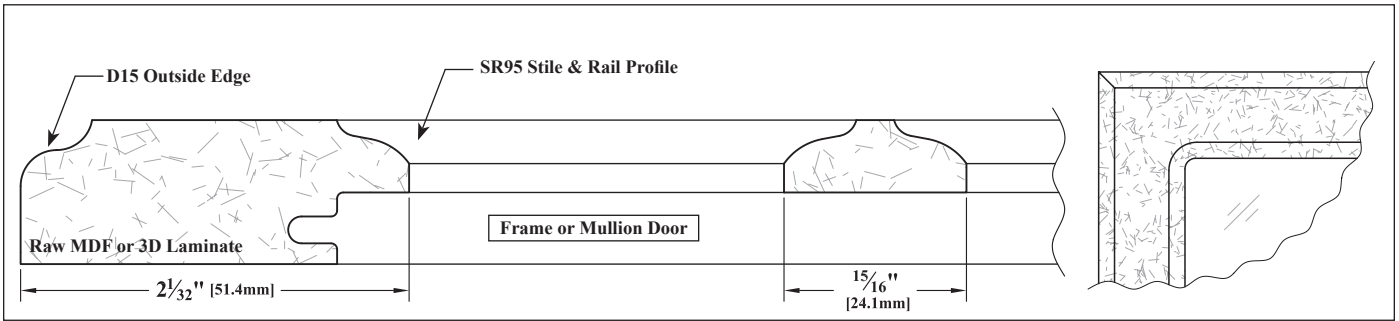 D15 Outside Edge
SR95 Stile & Rail Profile
Raw MDF or 3D Laminate
Frame or Mullion Door
2 1/32" [51.4mm]
15/16"
[24.1mm]